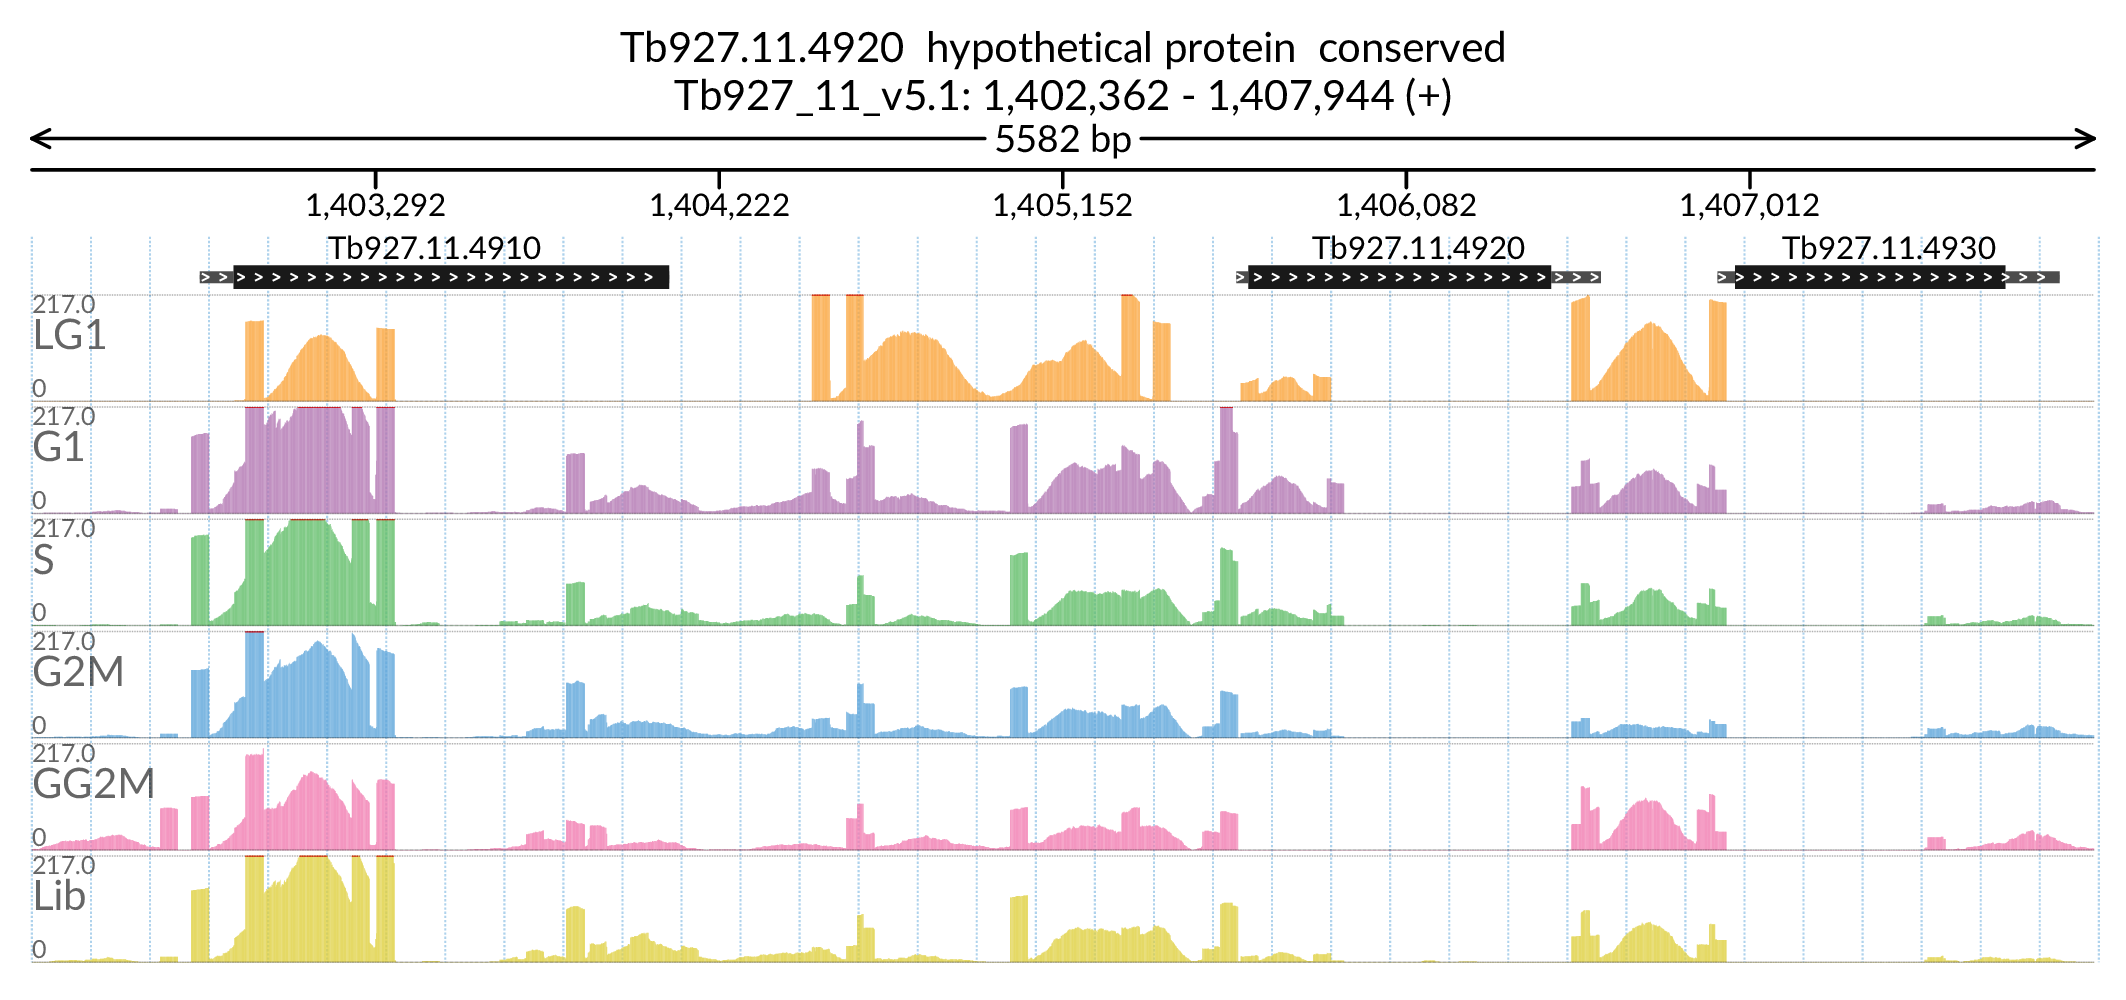 Tb927.11.4920  hypothetical protein  conserved
Tb927_11_v5.1: 1,402,362 - 1,407,944 (+)
5582 bp
1,403,292 1,404,222 1,405,152 1,406,082 1,407,012
Tb927.11.4910 Tb927.11.4920 Tb927.11.4930
217.0
LG1
0
217.0
G1
0
217.0
S
0
217.0
G2M
0
217.0
GG2M
0
217.0
Lib
0